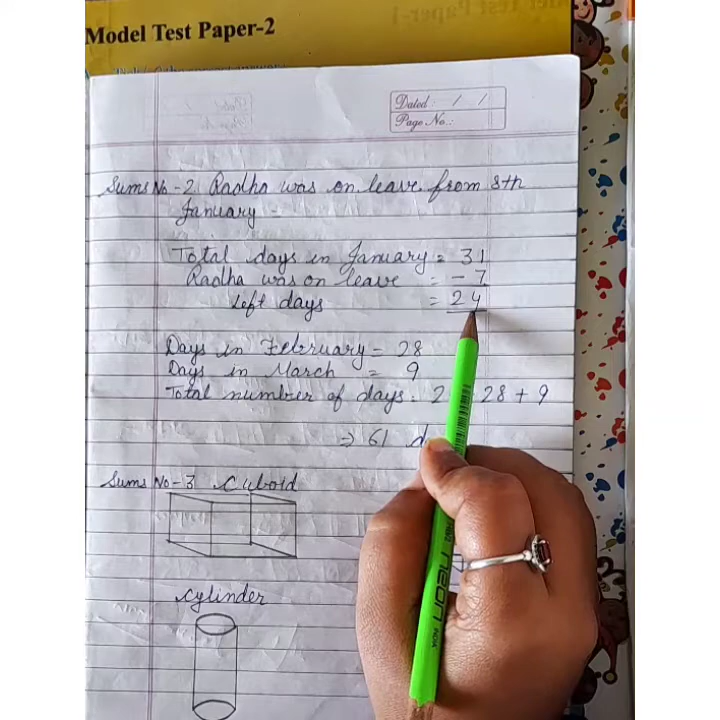 Model Test Paper-2
Dated: / /
Page No.:
Sums No -2 Radha was on leave from 8th
January -
Total days in January = 31
Radha was on leave = - 7
Left days = 24
Days in February = 28
Days in March = 9
Total number of days = 2 28 + 9
⇒ 61 d
Sums No -3 Cuboid
Cylinder
neon